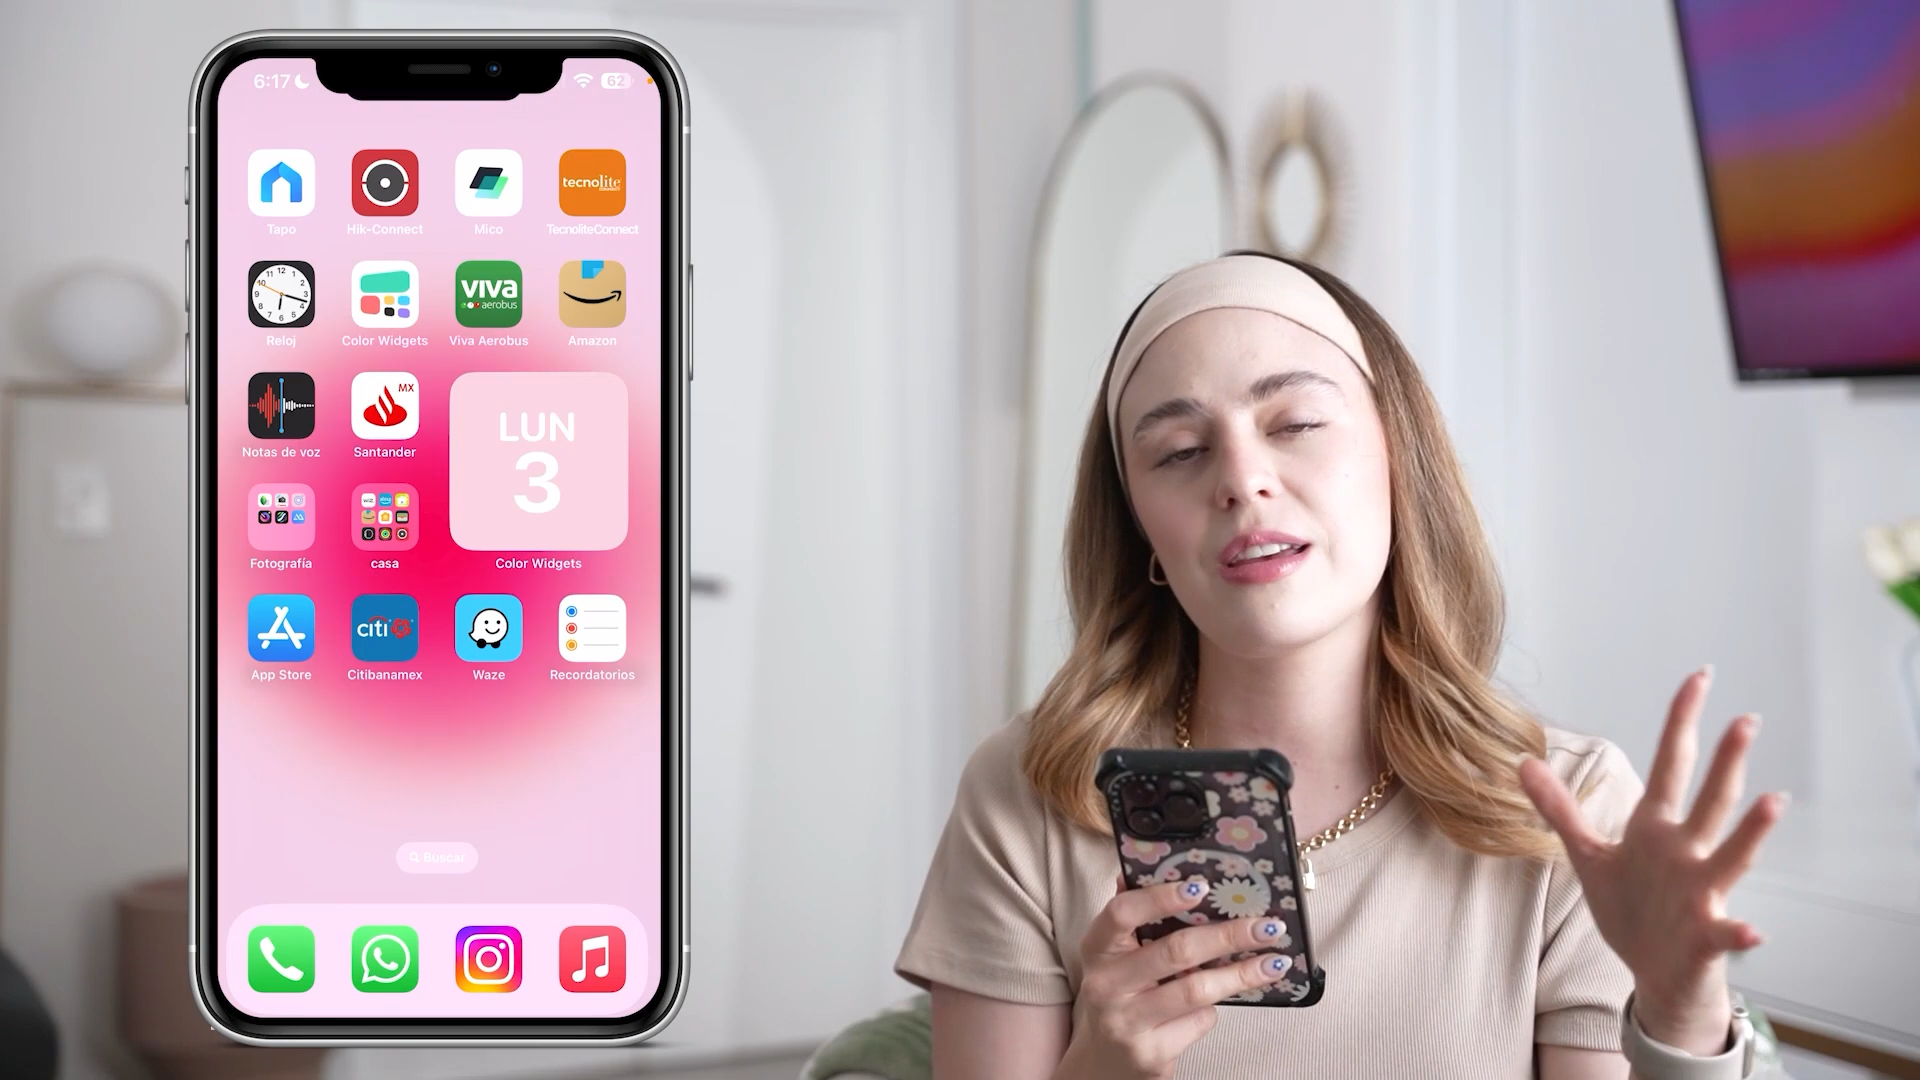 6:17
62
tecnolite
CONNECT
Tapo
Hik-Connect
Mico
TecnoliteConnect
viva
aerobus
Reloj
Color Widgets
Viva Aerobus
Amazon
MX
LUN
3
Notas de voz
Santander
Fotografía
casa
Color Widgets
citi
App Store
Citibanamex
Waze
Recordatorios
Buscar